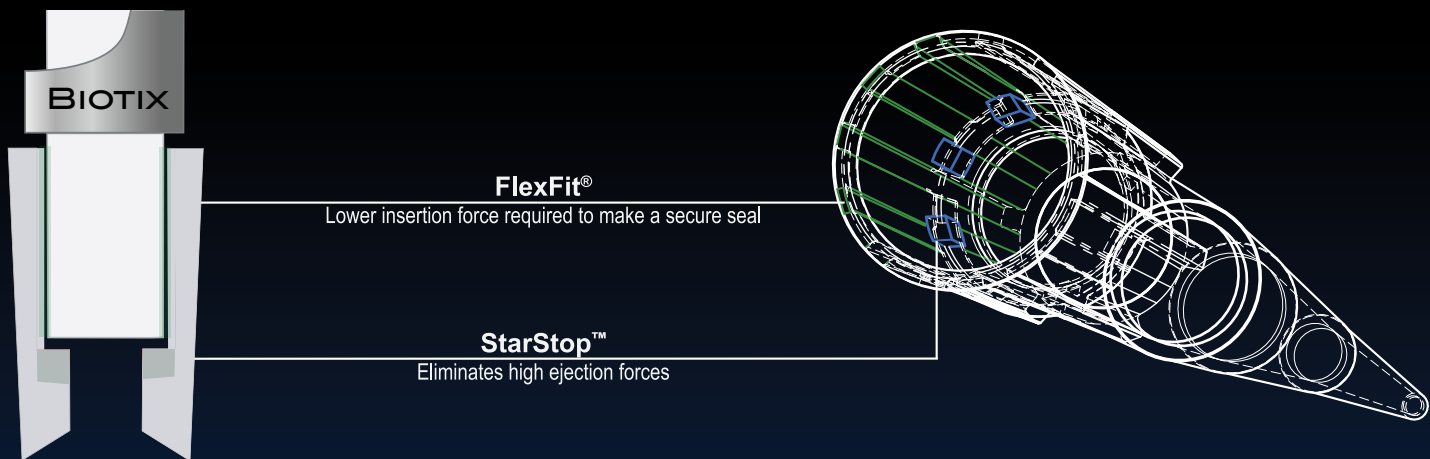 BIOTIX
FlexFit®
Lower insertion force required to make a secure seal
StarStop™
Eliminates high ejection forces